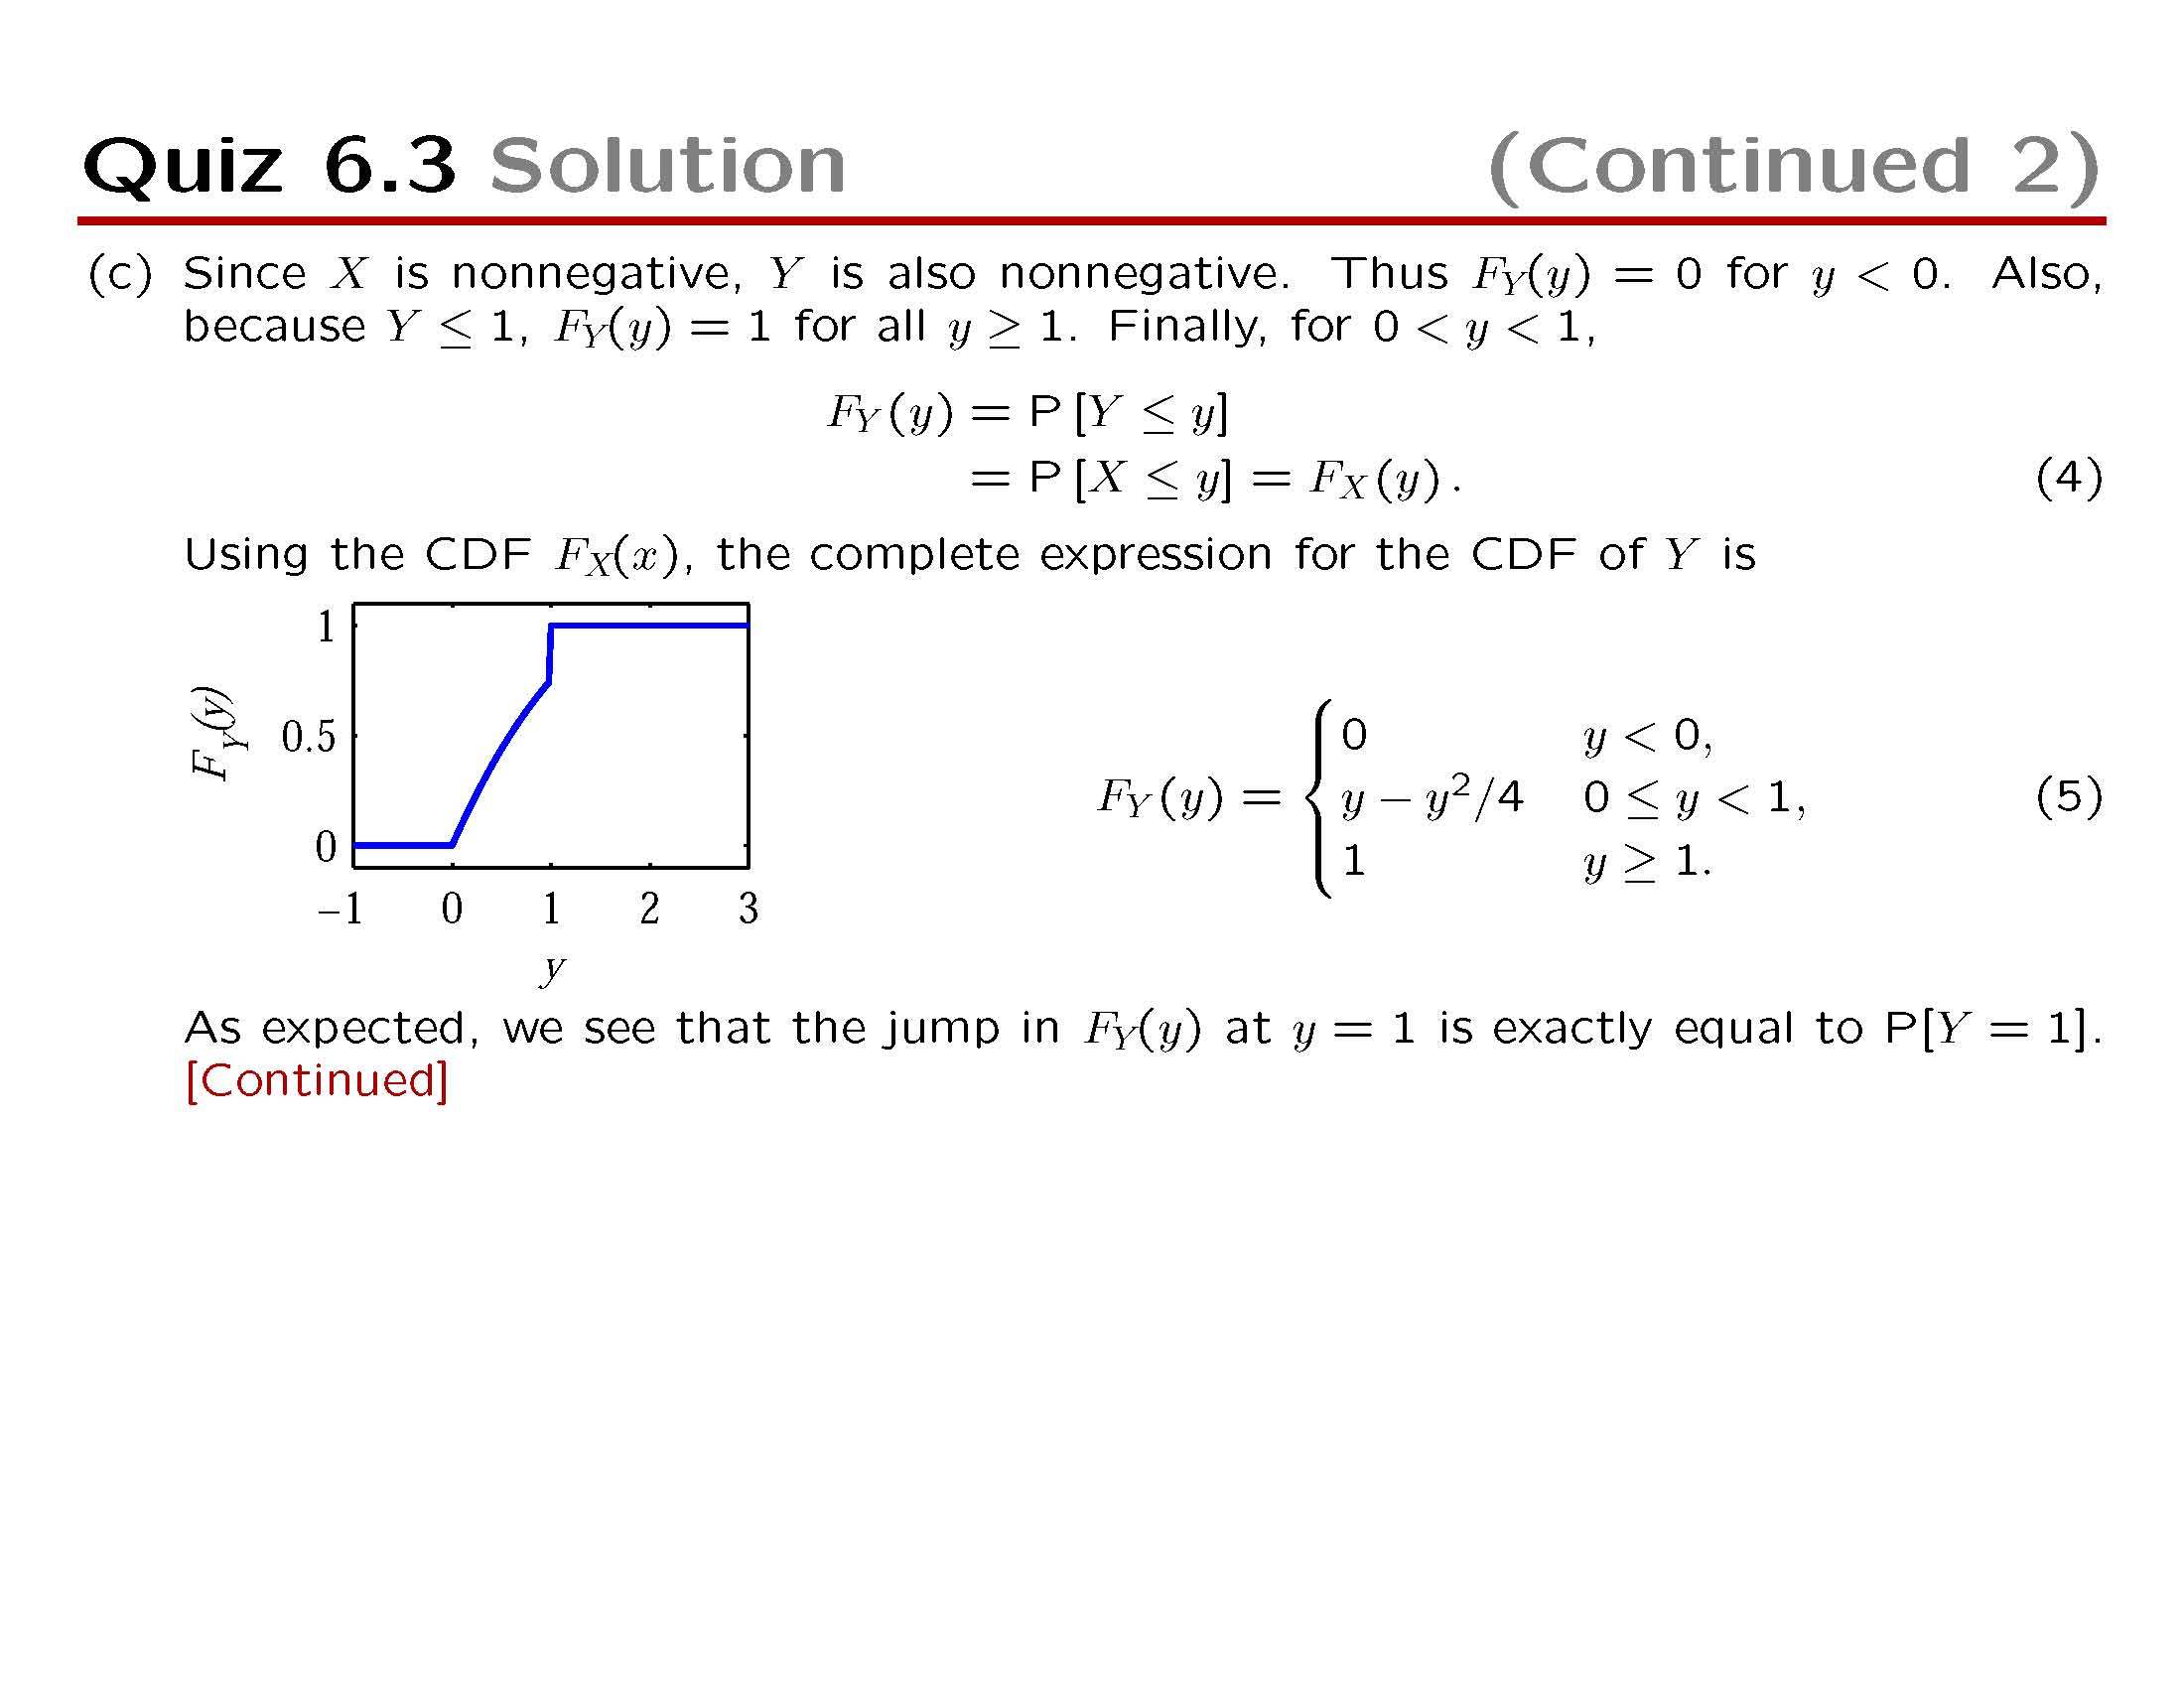 Quiz 6.3 Solution (Continued 2)
(c) Since X is nonnegative, Y is also nonnegative. Thus F_Y(y) = 0 for y < 0. Also,
because Y ≤ 1, F_Y(y) = 1 for all y ≥ 1. Finally, for 0 < y < 1,
F_Y(y) = P [Y ≤ y]
= P [X ≤ y] = F_X(y) . (4)
Using the CDF F_X(x), the complete expression for the CDF of Y is
1
0.5
0
F_Y(y)
−1 0 1 2 3
y
F_Y(y) = { 0 y < 0,
y − y²/4 0 ≤ y < 1, (5)
1 y ≥ 1.
As expected, we see that the jump in F_Y(y) at y = 1 is exactly equal to P[Y = 1].
[Continued]